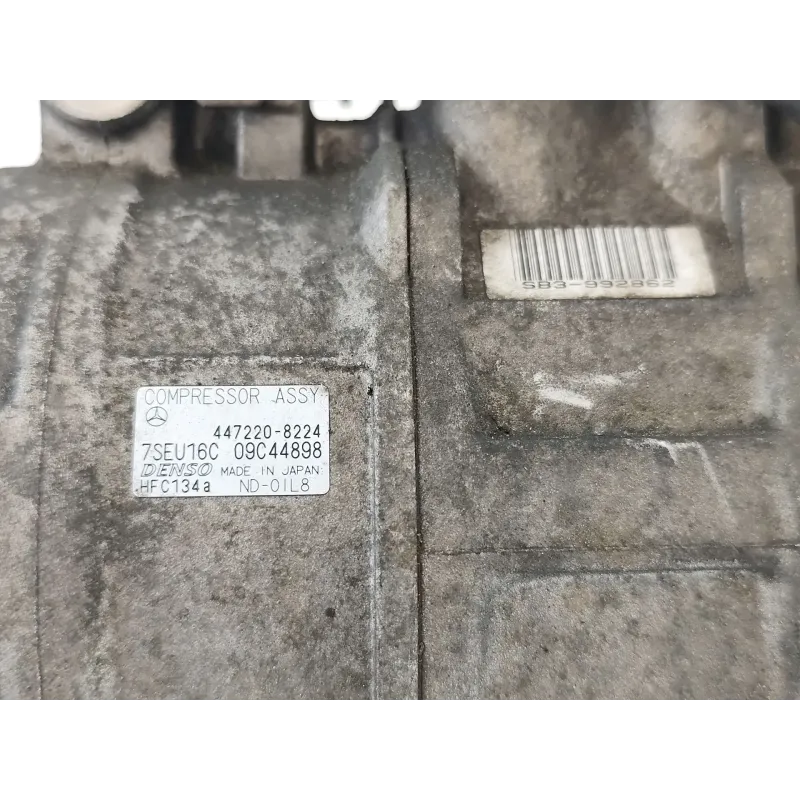 SB3-992862
COMPRESSOR ASSY
447220-8224
7SEU16C 09C44898
DENSO MADE IN JAPAN
HFC134a ND-OIL8